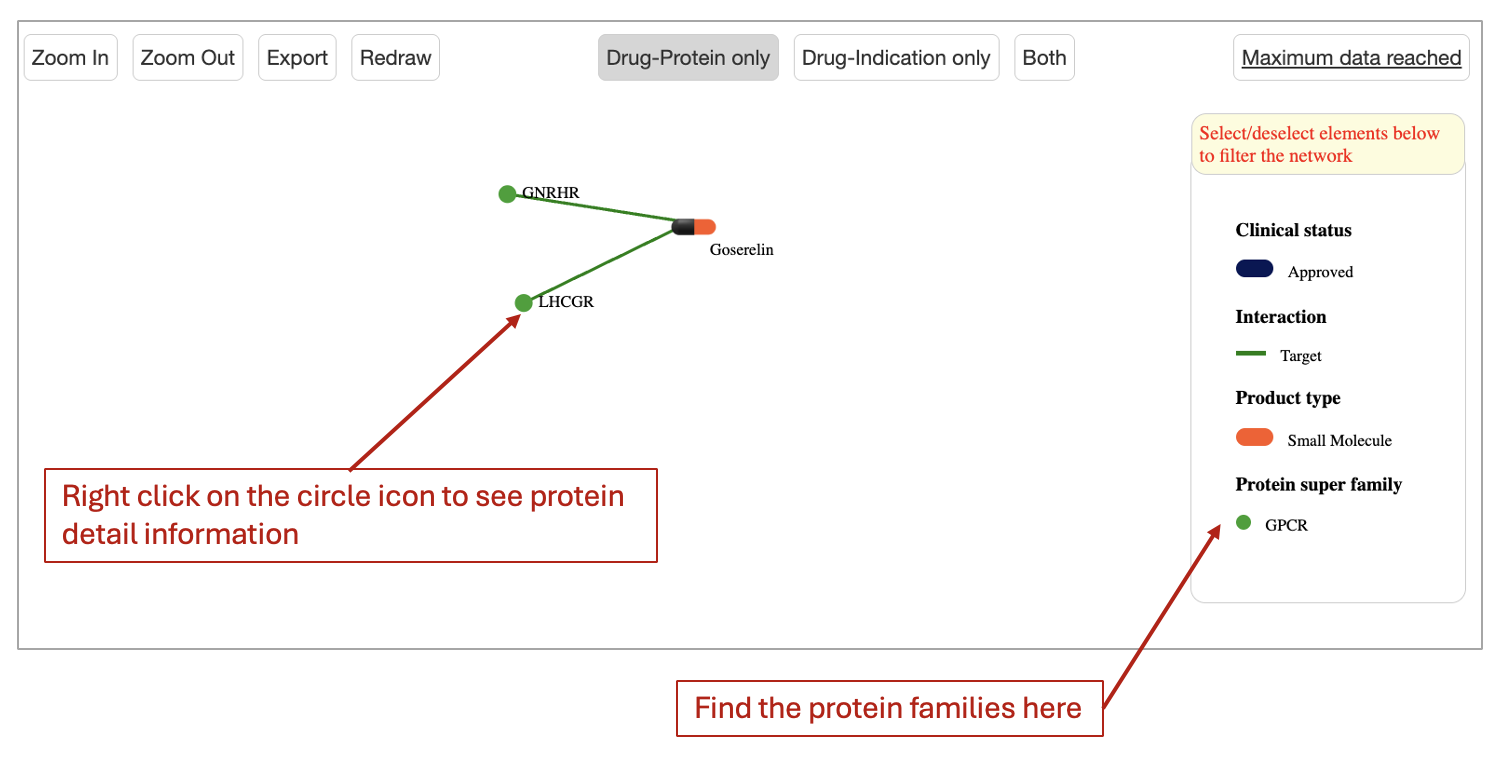 Zoom In
Zoom Out
Export
Redraw
Drug-Protein only
Drug-Indication only
Both
Maximum data reached
Select/deselect elements below
to filter the network
GNRHR
Goserelin
LHCGR
Clinical status
Approved
Interaction
Target
Product type
Small Molecule
Protein super family
GPCR
Right click on the circle icon to see protein
detail information
Find the protein families here